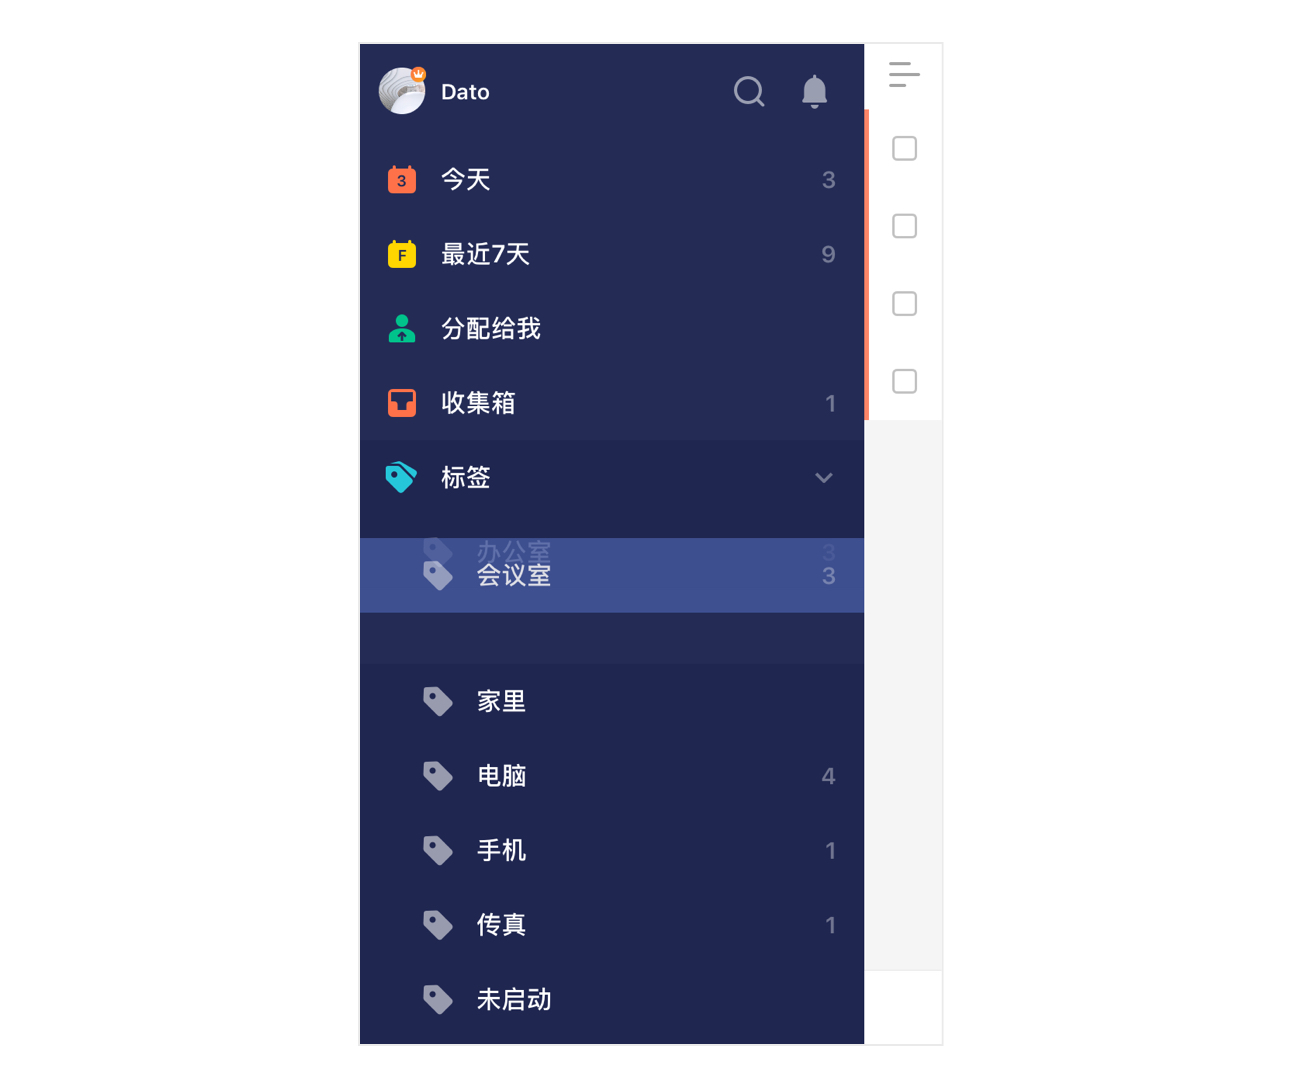 Dato
3 今天 3
F 最近7天 9
分配给我
收集箱 1
标签
办公室 3
会议室 3
家里
电脑 4
手机 1
传真 1
未启动